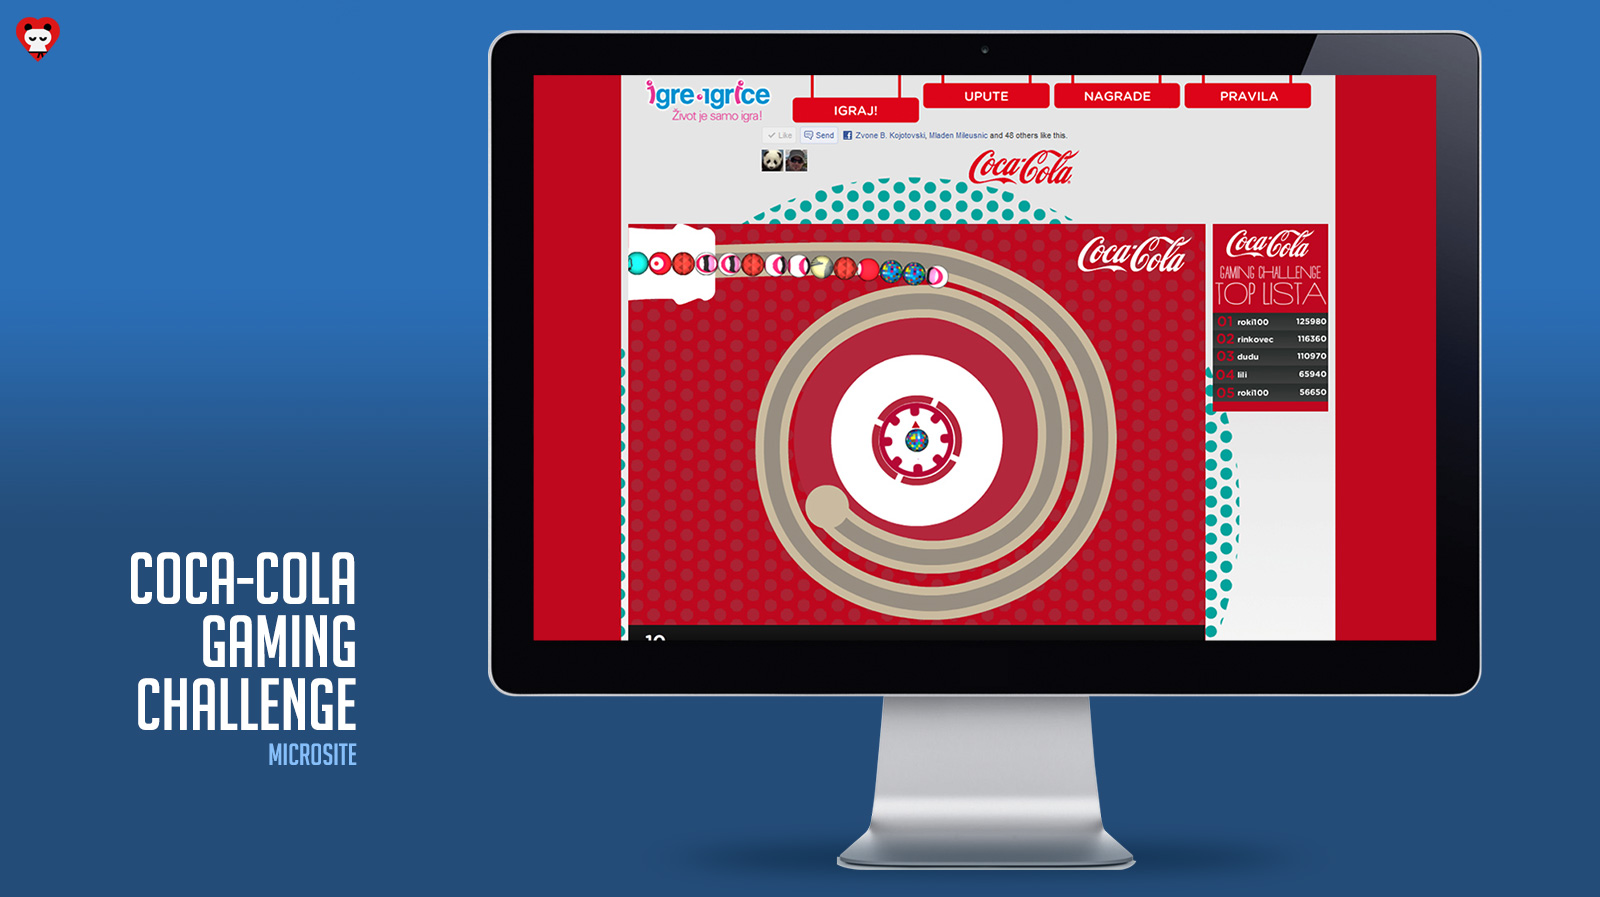 igre·igrice
Život je samo igra!
IGRAJ!
UPUTE
NAGRADE
PRAVILA
Like
Send
Zvone B. Kojotovski, Mladen Mileusnic and 48 others like this.
Coca-Cola
Coca-Cola
Coca-Cola
GAMING CHALLENGE
TOP LISTA
01 roki100 125980
02 rinkovec 116360
03 dudu 110970
04 lili 65940
05 roki100 56650
10
COCA-COLA
GAMING
CHALLENGE
MICROSITE